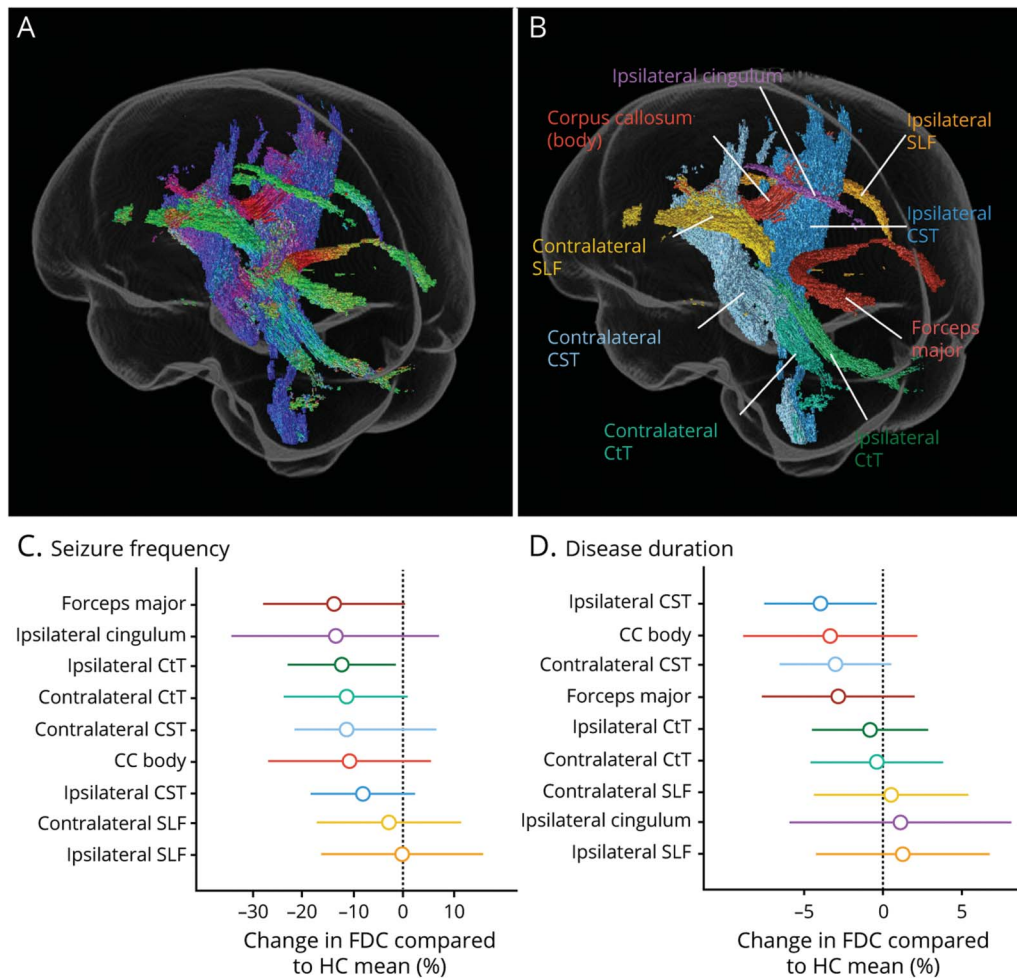 A
B
Ipsilateral cingulum
Corpus callosum
(body)
Ipsilateral
SLF
Ipsilateral
CST
Contralateral
SLF
Contralateral
CST
Forceps
major
Contralateral
CtT
Ipsilateral
CtT
C. Seizure frequency
Forceps major
Ipsilateral cingulum
Ipsilateral CtT
Contralateral CtT
Contralateral CST
CC body
Ipsilateral CST
Contralateral SLF
Ipsilateral SLF
–30 –20 –10 0 10
Change in FDC compared
to HC mean (%)
D. Disease duration
Ipsilateral CST
CC body
Contralateral CST
Forceps major
Ipsilateral CtT
Contralateral CtT
Contralateral SLF
Ipsilateral cingulum
Ipsilateral SLF
–5 0 5
Change in FDC compared
to HC mean (%)